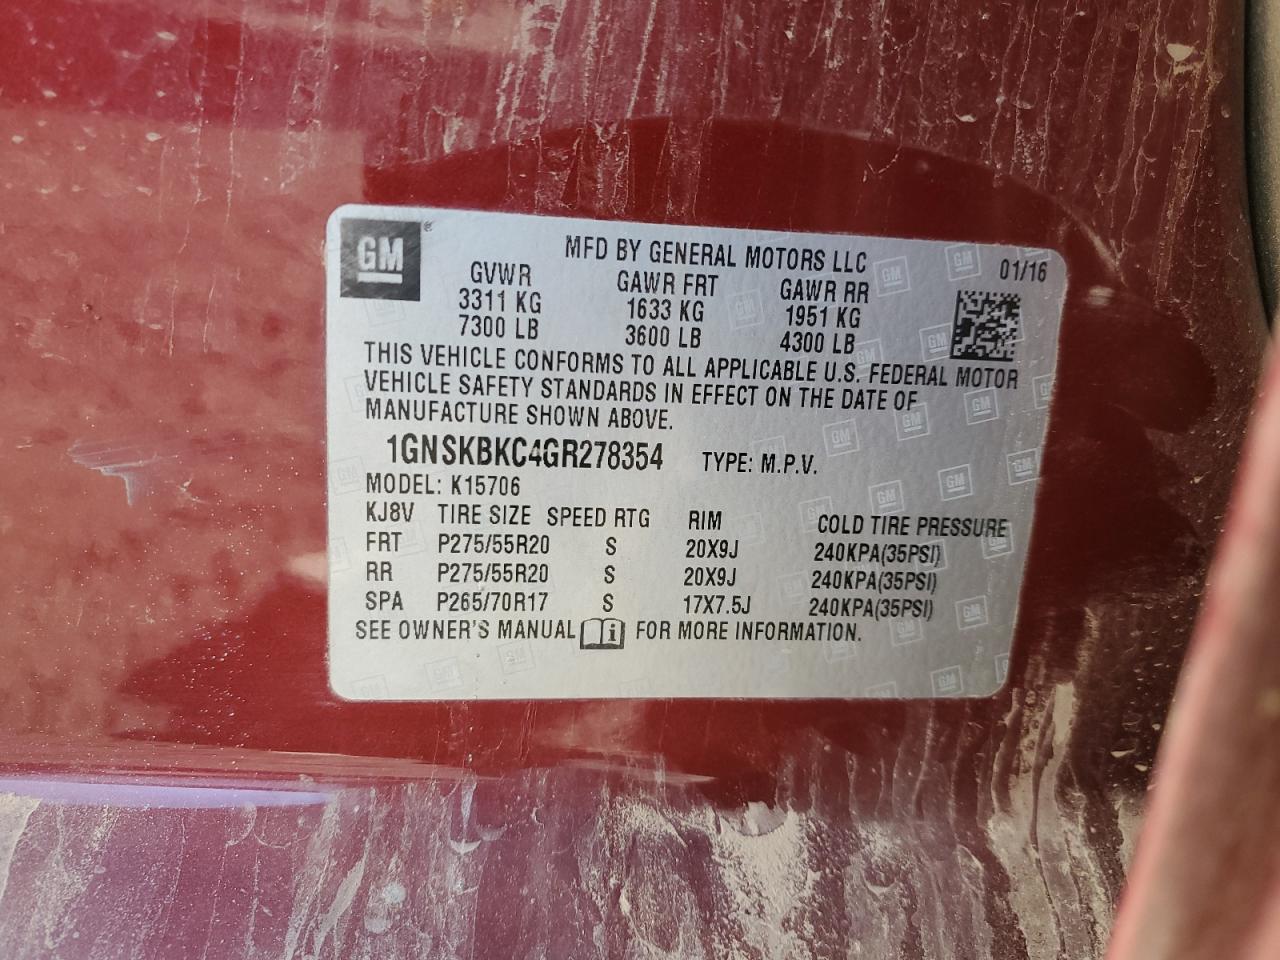 GM ®
MFD BY GENERAL MOTORS LLC 01/16
GVWR GAWR FRT GAWR RR
3311 KG 1633 KG 1951 KG
7300 LB 3600 LB 4300 LB
THIS VEHICLE CONFORMS TO ALL APPLICABLE U.S. FEDERAL MOTOR
VEHICLE SAFETY STANDARDS IN EFFECT ON THE DATE OF
MANUFACTURE SHOWN ABOVE.
1GNSKBKC4GR278354 TYPE: M.P.V.
MODEL: K15706
KJ8V TIRE SIZE SPEED RTG RIM COLD TIRE PRESSURE
FRT P275/55R20 S 20X9J 240KPA(35PSI)
RR P275/55R20 S 20X9J 240KPA(35PSI)
SPA P265/70R17 S 17X7.5J 240KPA(35PSI)
SEE OWNER'S MANUAL i FOR MORE INFORMATION.